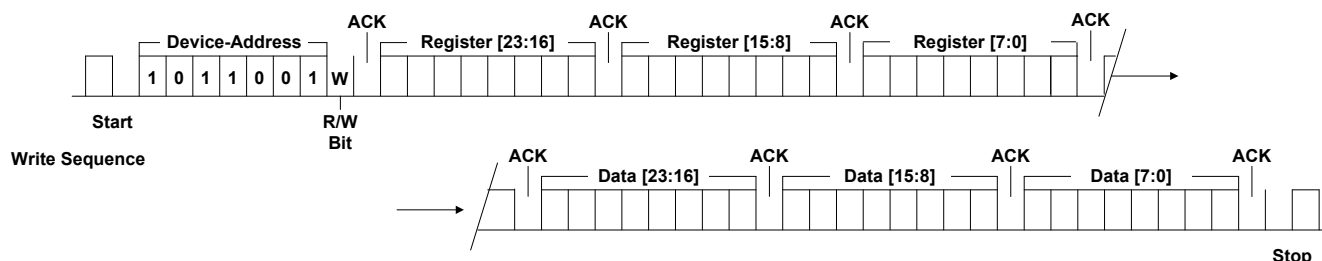 ACK ACK ACK ACK
Device-Address Register [23:16] Register [15:8] Register [7:0]
1 0 1 1 0 0 1 W
Start R/W
Bit
Write Sequence
ACK ACK ACK ACK
Data [23:16] Data [15:8] Data [7:0]
Stop